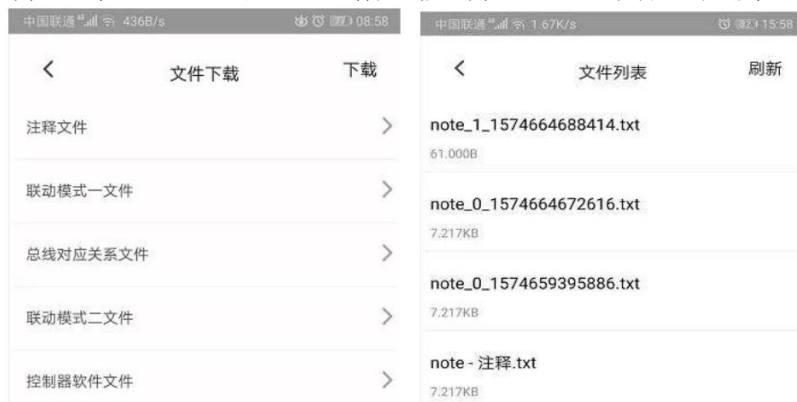 中国联通 436B/s 08:58
文件下载 下载
注释文件
联动模式一文件
总线对应关系文件
联动模式二文件
控制器软件文件
中国联通 1.67K/s 15:58
文件列表 刷新
note_1_1574664688414.txt
61.000B
note_0_1574664672616.txt
7.217KB
note_0_1574659395886.txt
7.217KB
note - 注释.txt
7.217KB